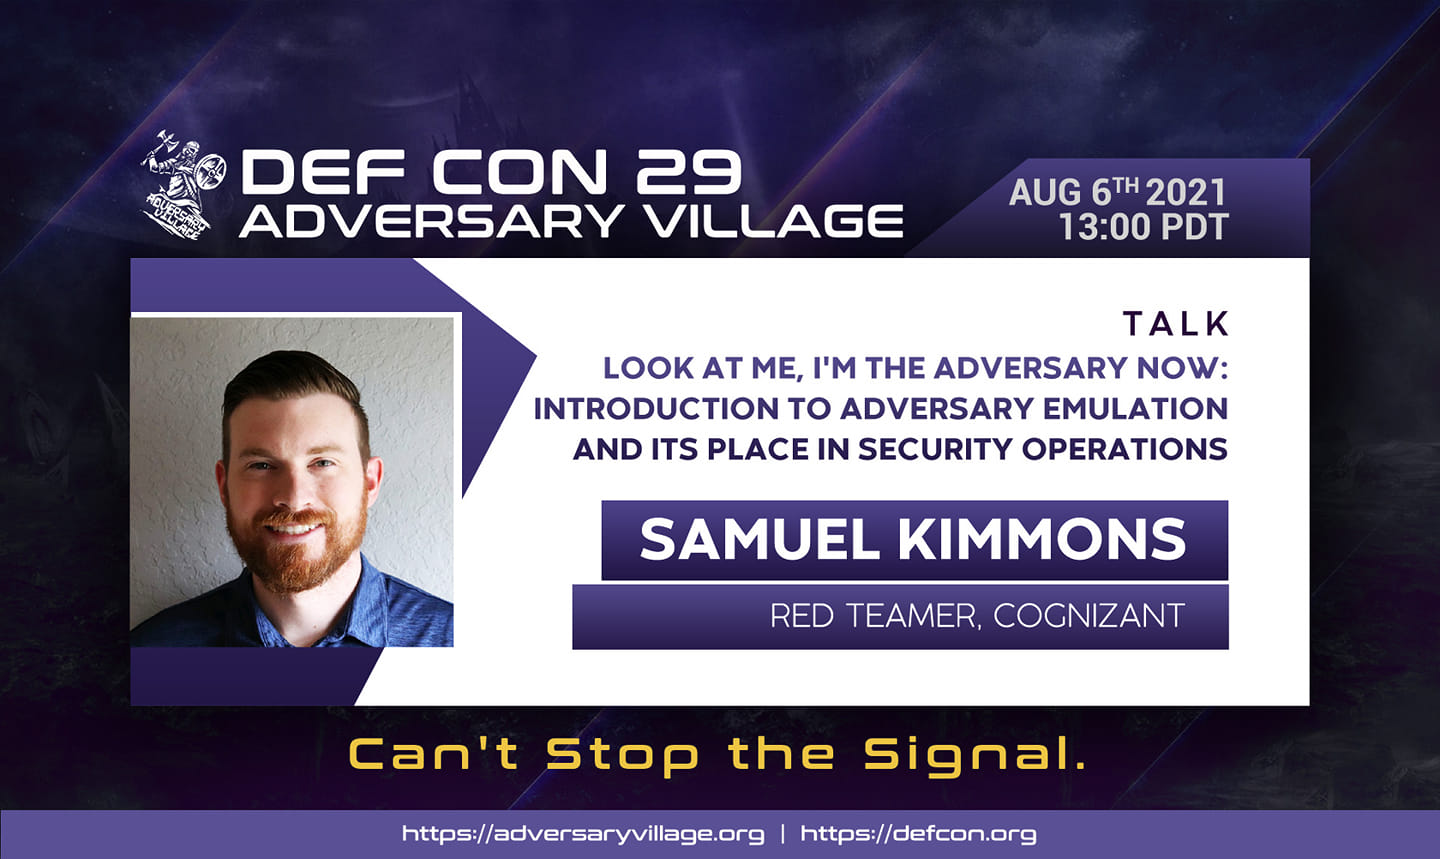 DEF CON 29
ADVERSARY VILLAGE
ADVERSARY
VILLAGE
AUG 6TH 2021
13:00 PDT
TALK
LOOK AT ME, I'M THE ADVERSARY NOW:
INTRODUCTION TO ADVERSARY EMULATION
AND ITS PLACE IN SECURITY OPERATIONS
SAMUEL KIMMONS
RED TEAMER, COGNIZANT
Can't Stop the Signal.
https://adversaryvillage.org | https://defcon.org